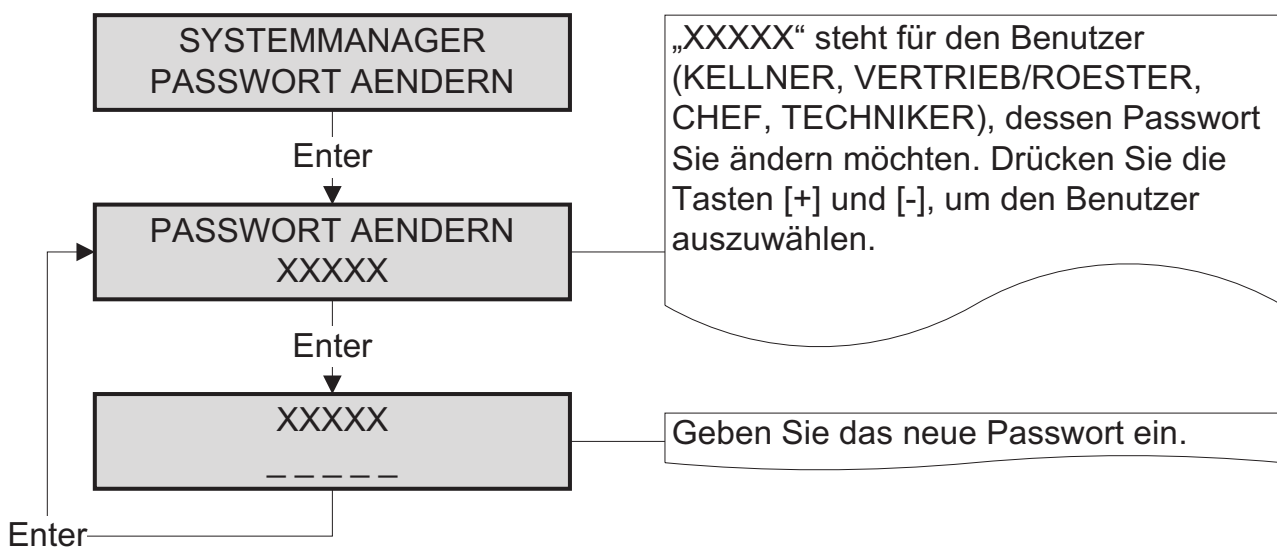 SYSTEMMANAGER
PASSWORT AENDERN
Enter
PASSWORT AENDERN
XXXXX
„XXXXX“ steht für den Benutzer
(KELLNER, VERTRIEB/ROESTER,
CHEF, TECHNIKER), dessen Passwort
Sie ändern möchten. Drücken Sie die
Tasten [+] und [-], um den Benutzer
auszuwählen.
Enter
XXXXX
_ _ _ _ _
Geben Sie das neue Passwort ein.
Enter